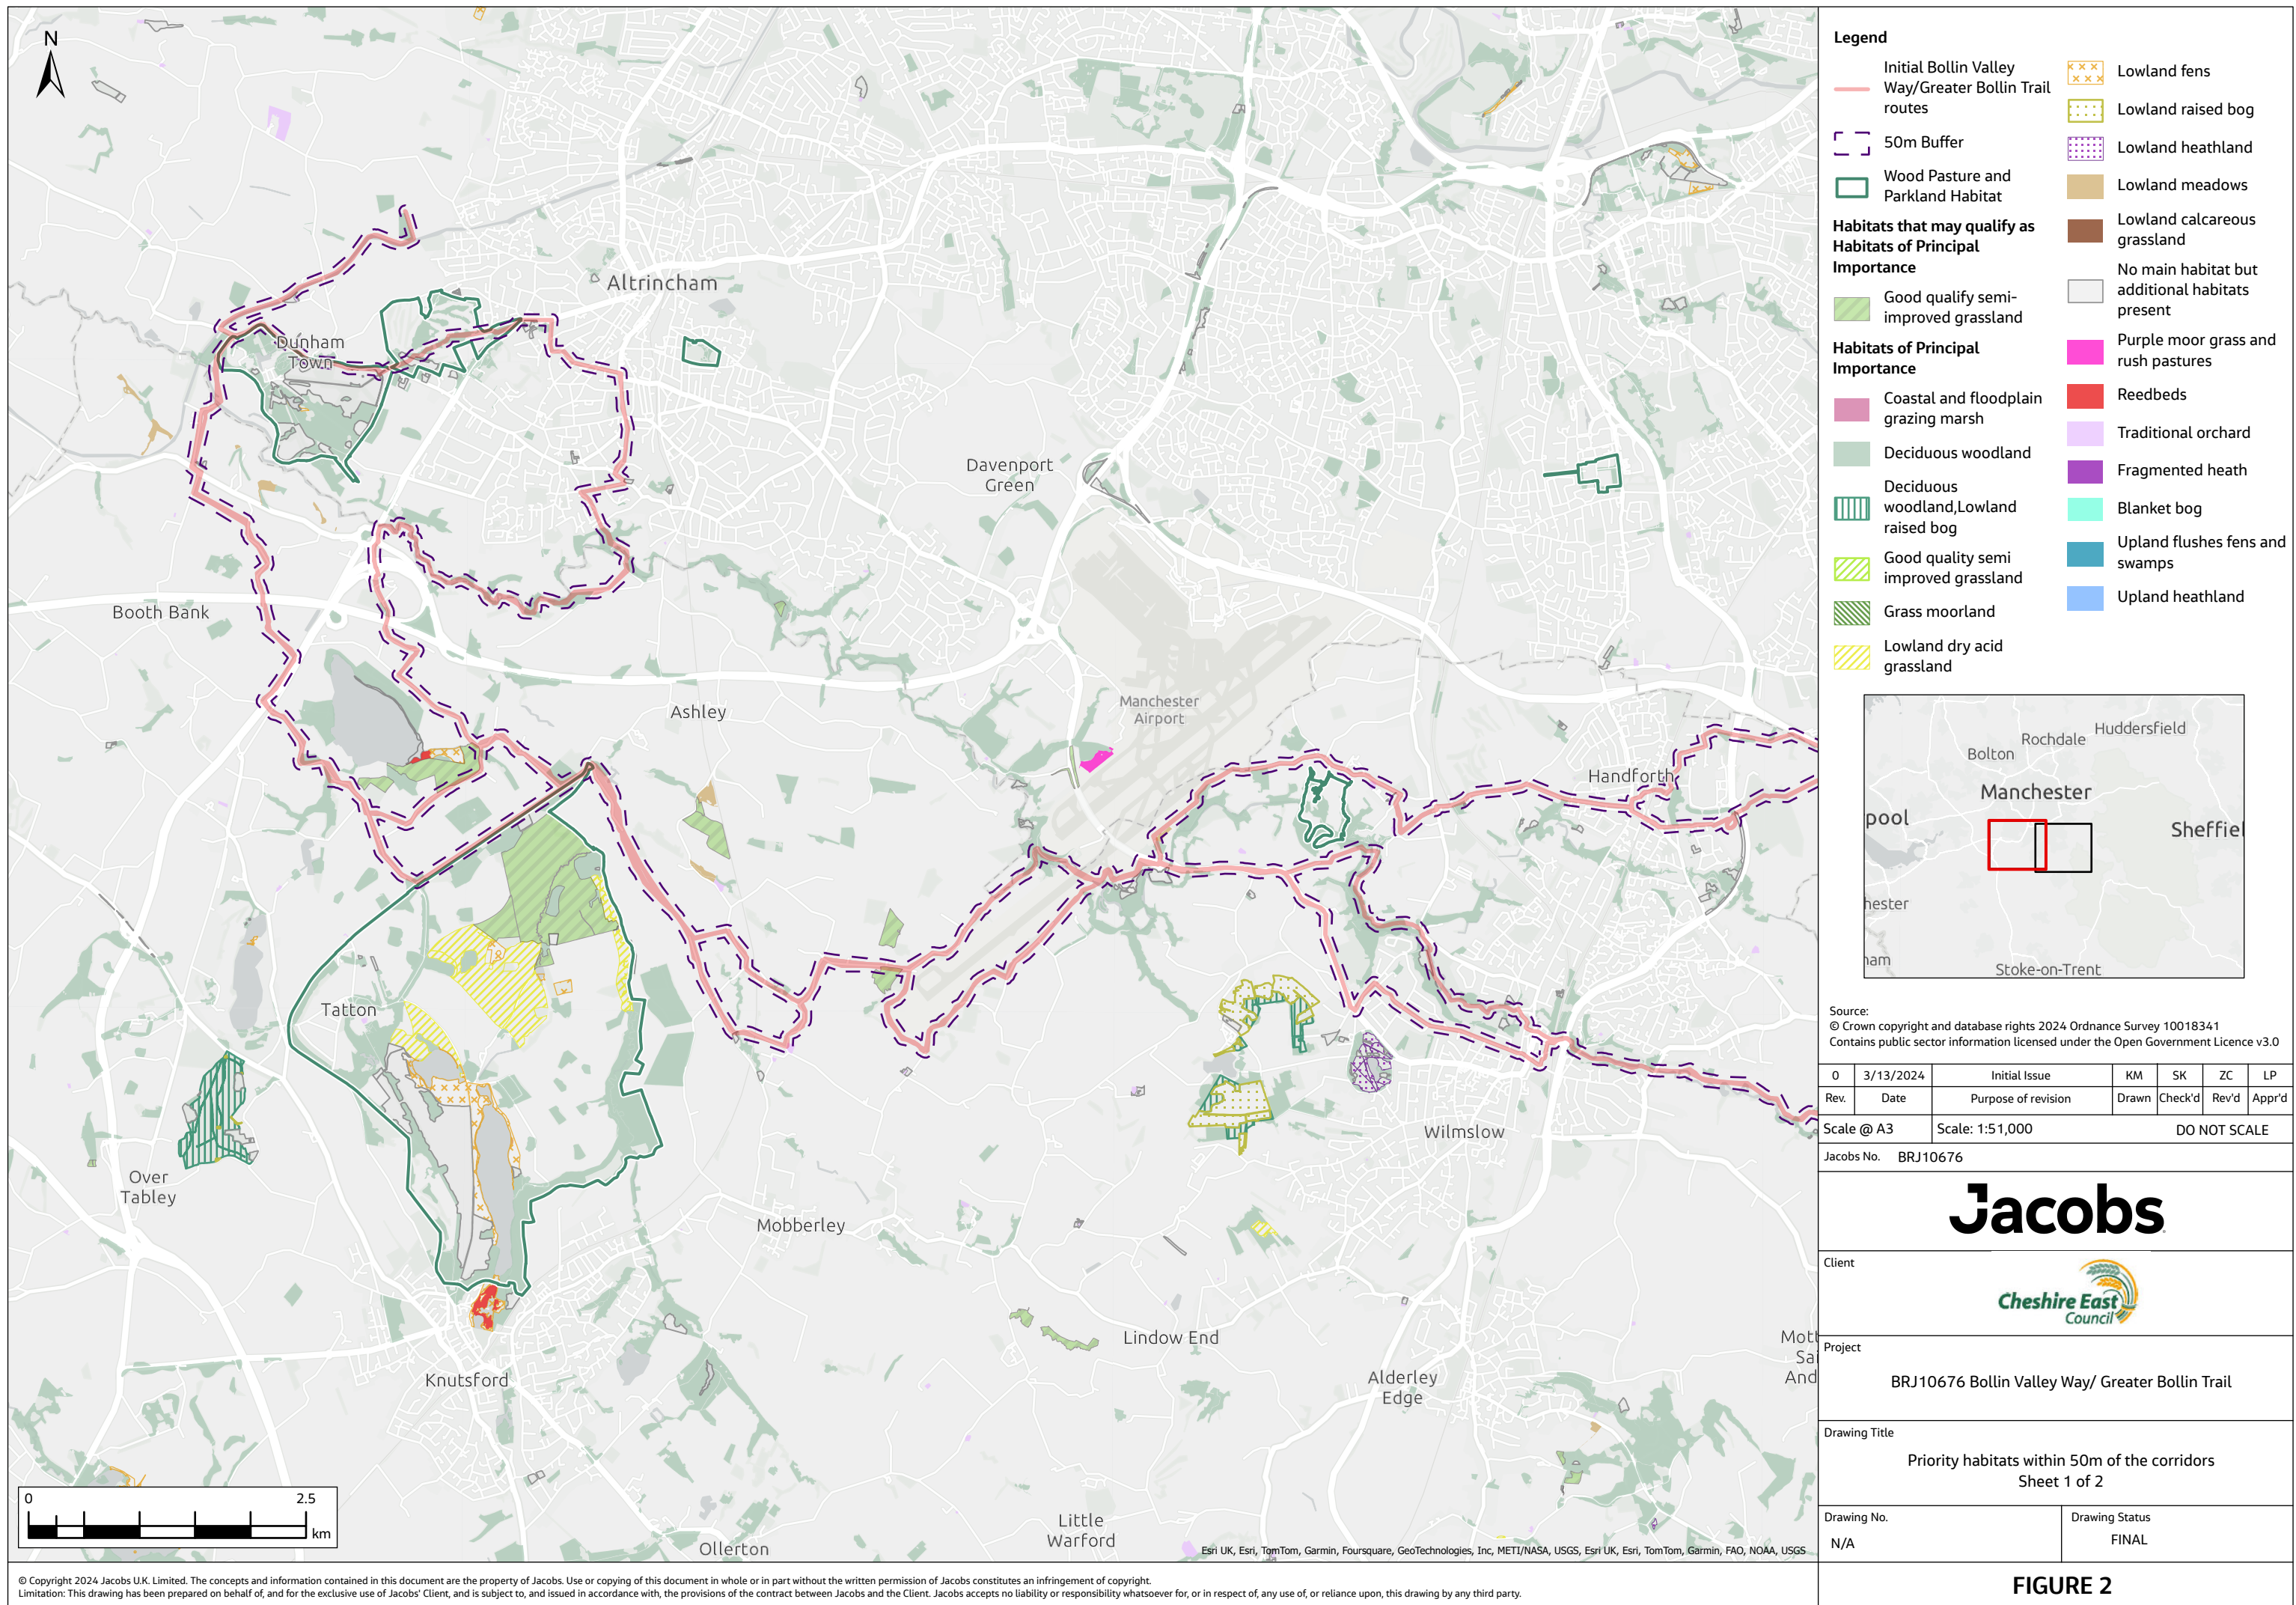 N
Altrincham
Dunham
Town
Davenport
Green
Booth Bank
Ashley
Manchester
Airport
Handforth
Tatton
Over
Tabley
Mobberley
Wilmslow
Lindow End
Knutsford
Alderley
Edge
Mott
Sai
And
Little
Warford
Ollerton
0 2.5
km
Esri UK, Esri, TomTom, Garmin, Foursquare, GeoTechnologies, Inc, METI/NASA, USGS, Esri UK, Esri, TomTom, Garmin, FAO, NOAA, USGS
Legend
Initial Bollin Valley
Way/Greater Bollin Trail
routes
50m Buffer
Wood Pasture and
Parkland Habitat
Habitats that may qualify as
Habitats of Principal
Importance
Good qualify semi-
improved grassland
Habitats of Principal
Importance
Coastal and floodplain
grazing marsh
Deciduous woodland
Deciduous
woodland,Lowland
raised bog
Good quality semi
improved grassland
Grass moorland
Lowland dry acid
grassland
Lowland fens
Lowland raised bog
Lowland heathland
Lowland meadows
Lowland calcareous
grassland
No main habitat but
additional habitats
present
Purple moor grass and
rush pastures
Reedbeds
Traditional orchard
Fragmented heath
Blanket bog
Upland flushes fens and
swamps
Upland heathland
Huddersfield
Rochdale
Bolton
Manchester
pool
Sheffiel
hester
ham
Stoke-on-Trent
Source:
© Crown copyright and database rights 2024 Ordnance Survey 10018341
Contains public sector information licensed under the Open Government Licence v3.0
0 3/13/2024 Initial Issue KM SK ZC LP
Rev. Date Purpose of revision Drawn Check'd Rev'd Appr'd
Scale @ A3 Scale: 1:51,000 DO NOT SCALE
Jacobs No. BRJ10676
Jacobs
Client
Cheshire East
Council
Project
BRJ10676 Bollin Valley Way/ Greater Bollin Trail
Drawing Title
Priority habitats within 50m of the corridors
Sheet 1 of 2
Drawing No. Drawing Status
N/A FINAL
FIGURE 2
© Copyright 2024 Jacobs U.K. Limited. The concepts and information contained in this document are the property of Jacobs. Use or copying of this document in whole or in part without the written permission of Jacobs constitutes an infringement of copyright.
Limitation: This drawing has been prepared on behalf of, and for the exclusive use of Jacobs' Client, and is subject to, and issued in accordance with, the provisions of the contract between Jacobs and the Client. Jacobs accepts no liability or responsibility whatsoever for, or in respect of, any use of, or reliance upon, this drawing by any third party.